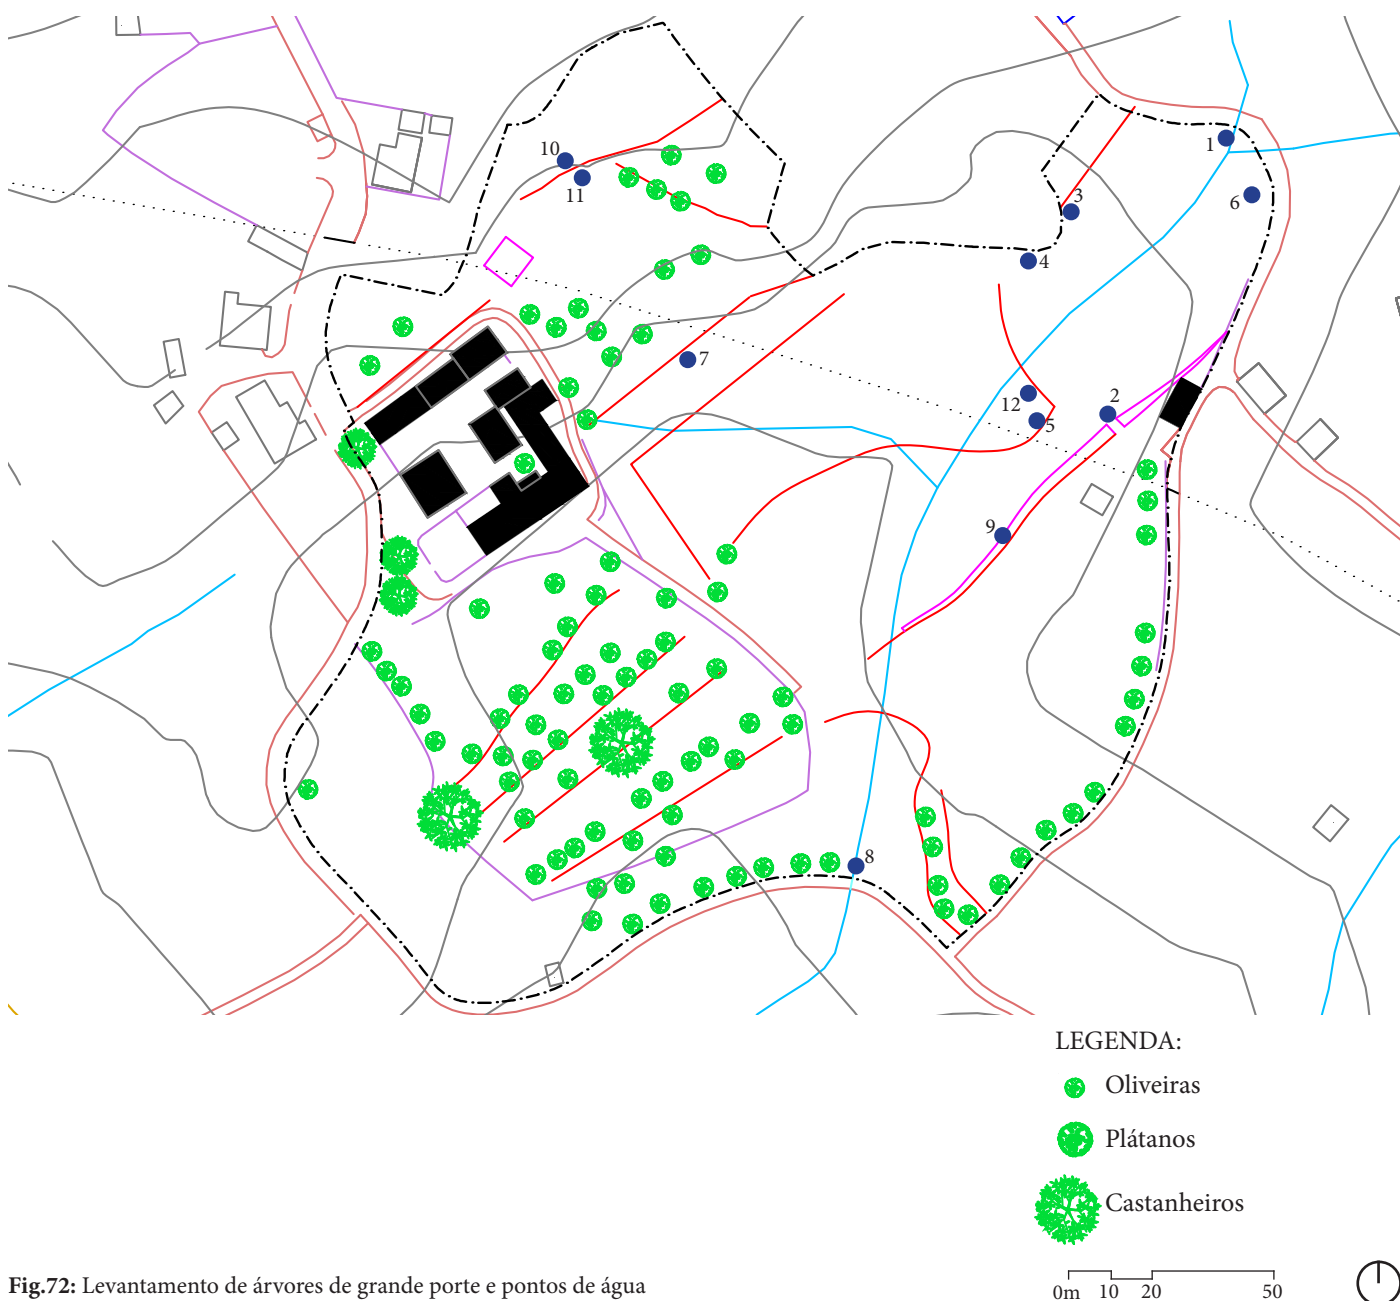 10
11
1
6
3
4
7
12
5
2
9
8
LEGENDA:
Oliveiras
Plátanos
Castanheiros
0m 10 20 50
Fig.72: Levantamento de árvores de grande porte e pontos de água